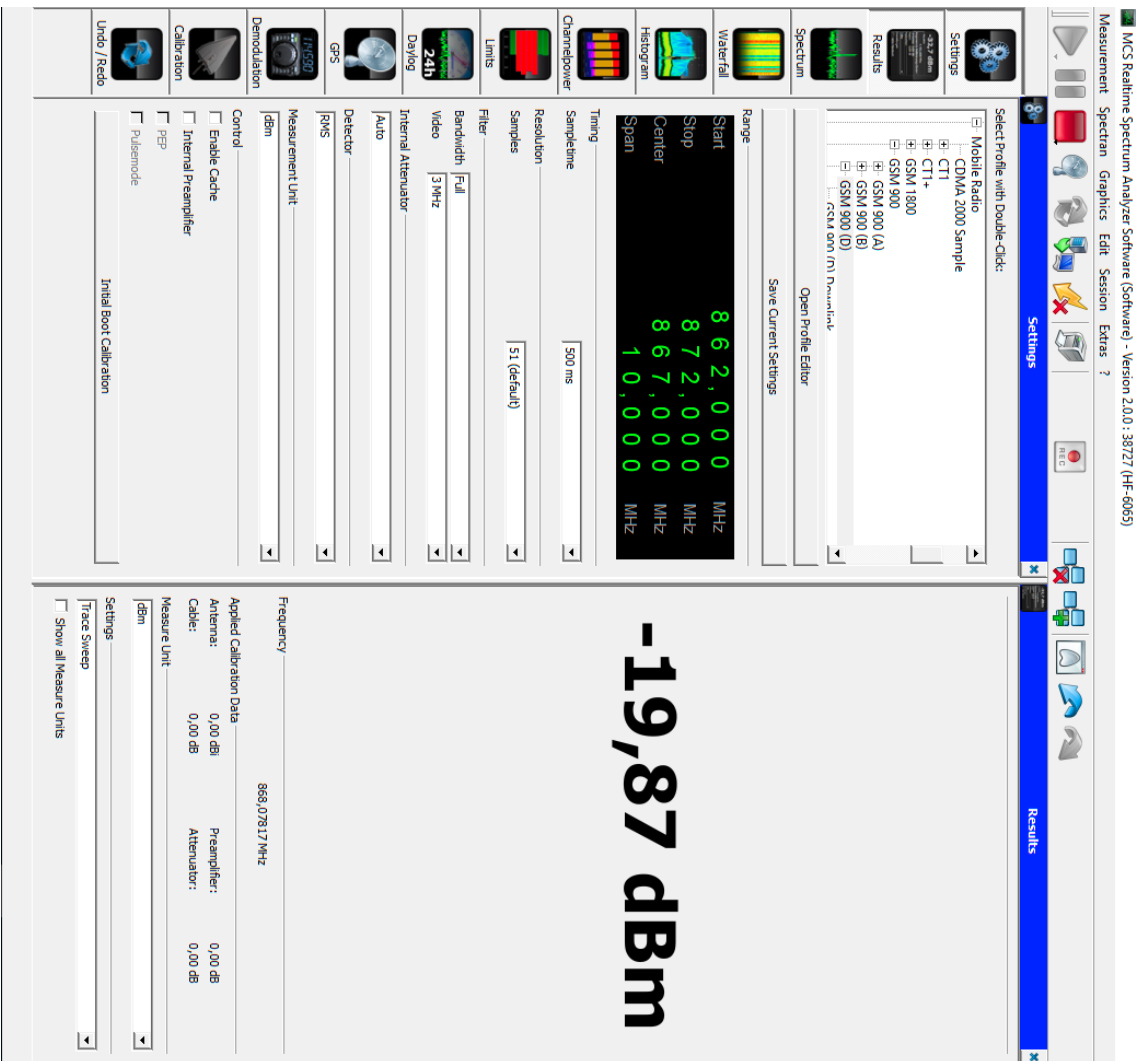 MCS Realtime Spectrum Analyzer Software (Software) - Version 2.0.0 : 38727 (HF-6065)
Measurement Spectran Graphics Edit Session Extras ?
REC
Settings
Results
Spectrum
Waterfall
Histogram
Channelpower
Limits
24h
Daylog
GPS
Demodulation
Calibration
Undo / Redo
Settings
Select Profile with Double-Click:
Mobile Radio
CDMA 2000 Sample
CT1
CT1+
GSM 1800
GSM 900
GSM 900 (A)
GSM 900 (B)
GSM 900 (D)
GSM 900 (D) Downlink
Open Profile Editor
Save Current Settings
Range
Start 862,000 MHz
Stop 872,000 MHz
Center 867,000 MHz
Span 10,000 MHz
Timing
Sampletime 500 ms
Resolution
Samples 51 (default)
Filter
Bandwidth Full
Video 3 MHz
Internal Attenuator
Auto
Detector
RMS
Measurement Unit
dBm
Control
Enable Cache
Internal Preamplifier
PEP
Pulsemode
Initial Boot Calibration
Results
-19,87 dBm
Frequency
868,07817 MHz
Applied Calibration Data
Antenna: 0,00 dBi Preamplifier: 0,00 dB
Cable: 0,00 dB Attenuator: 0,00 dB
Measure Unit
dBm
Settings
Trace Sweep
Show all Measure Units